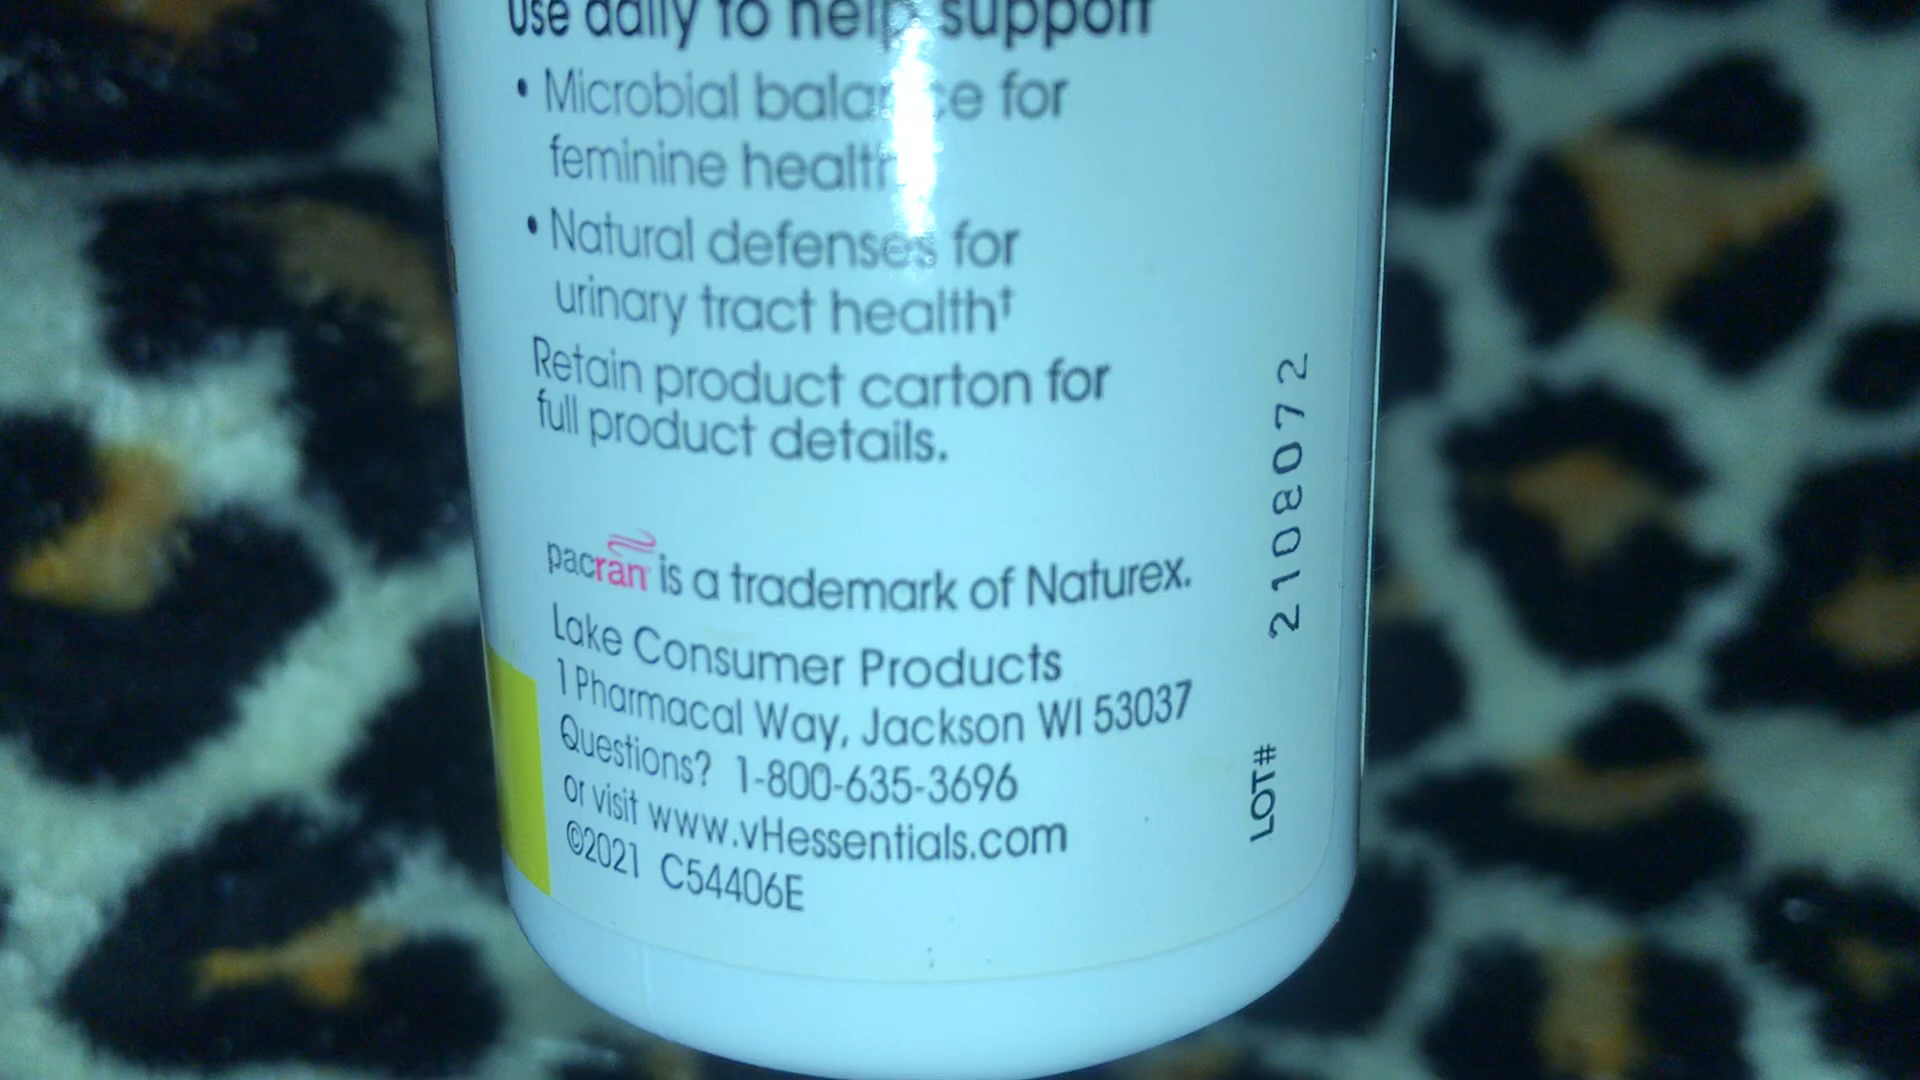 Use daily to help support
• Microbial balance for
feminine health
• Natural defenses for
urinary tract health†
Retain product carton for
full product details.
pacran is a trademark of Naturex.
Lake Consumer Products
1 Pharmacal Way, Jackson WI 53037
Questions? 1-800-635-3696
or visit www.vHessentials.com
©2021 C54406E
LOT# 2108072